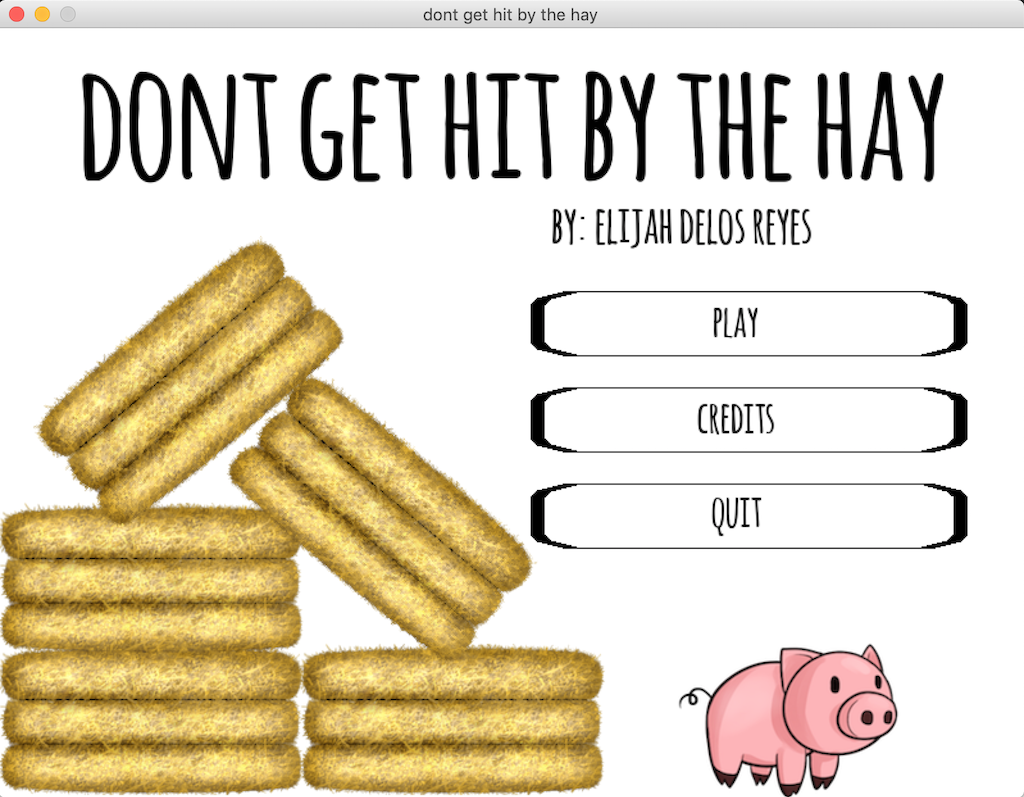 dont get hit by the hay
DONT GET HIT BY THE HAY
BY: ELIJAH DELOS REYES
PLAY
CREDITS
QUIT